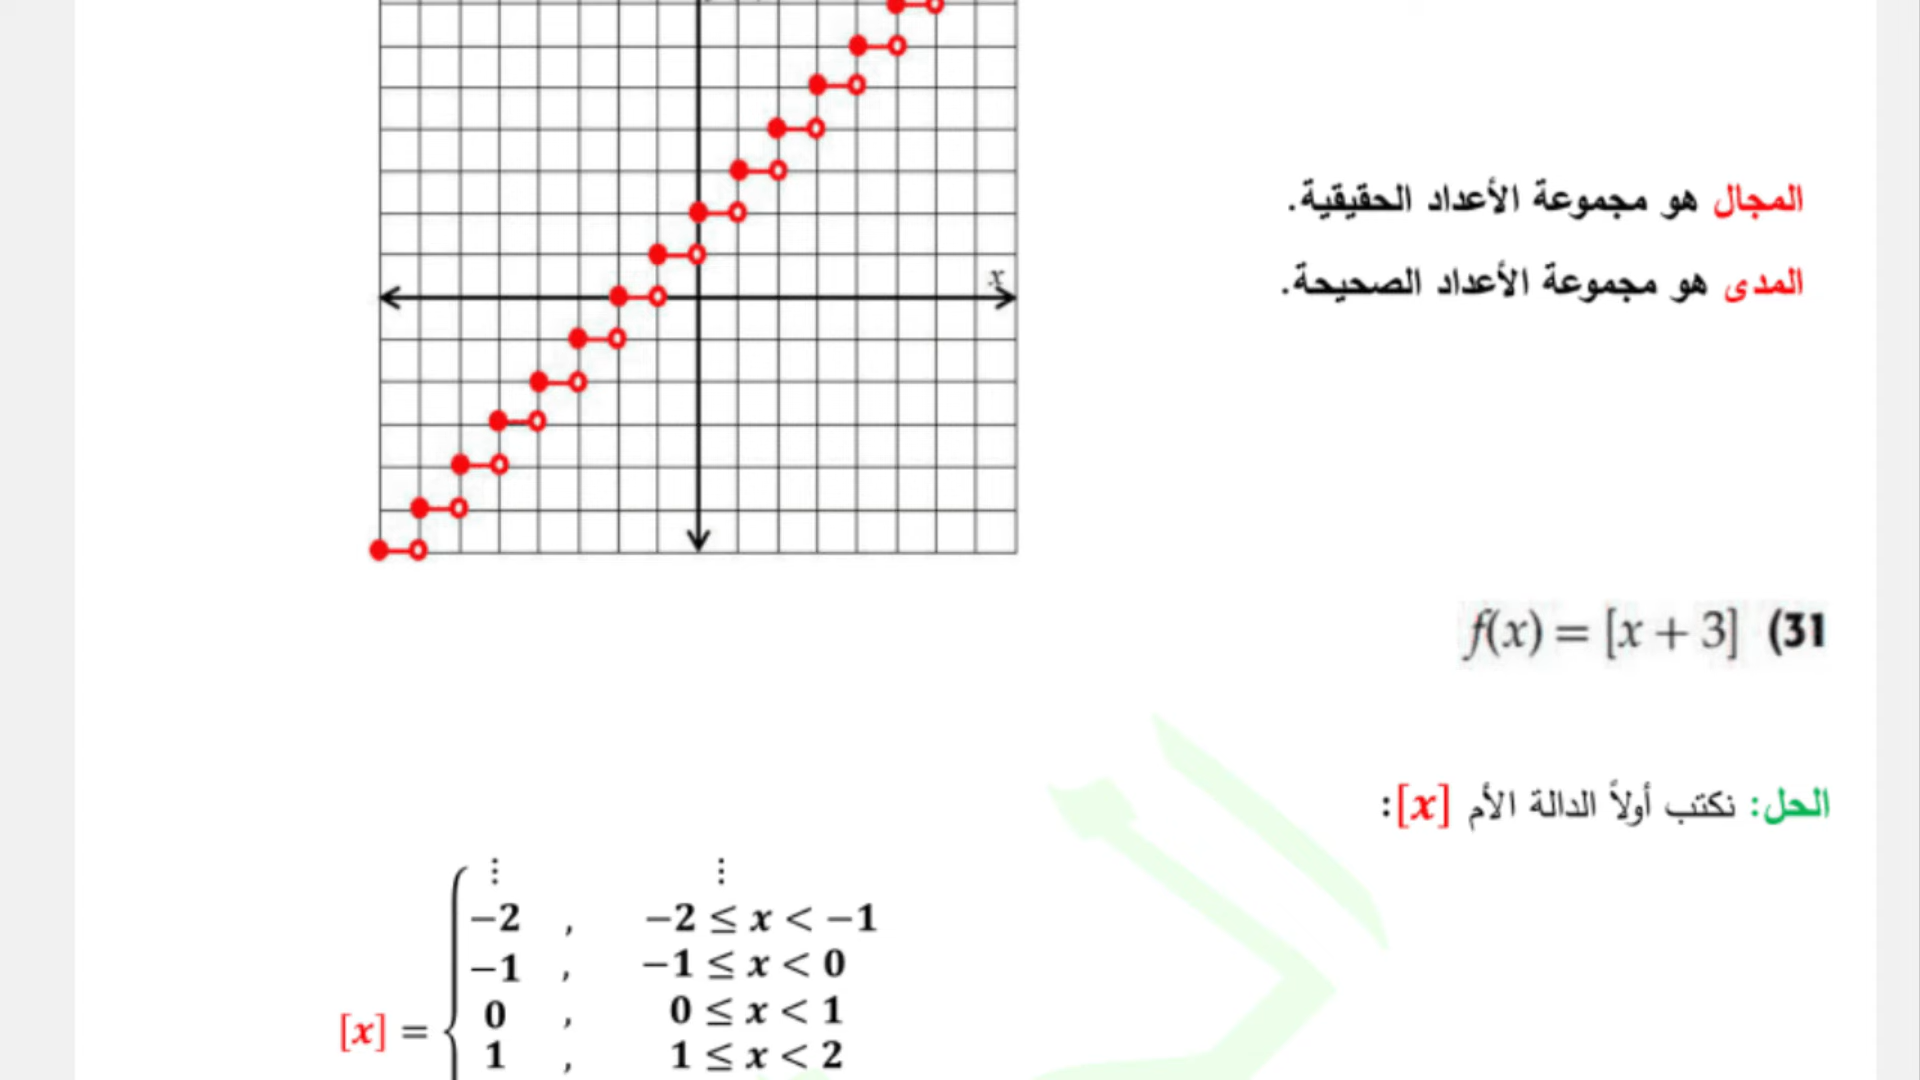 x
المجال هو مجموعة الأعداد الحقيقية.
المدى هو مجموعة الأعداد الصحيحة.
31) f(x) = [x + 3]
الحل: نكتب أولاً الدالة الأم [x]:
⋮ ⋮
−2 , −2 ≤ x < −1
−1 , −1 ≤ x < 0
0 , 0 ≤ x < 1
[x] = {
1 , 1 ≤ x < 2